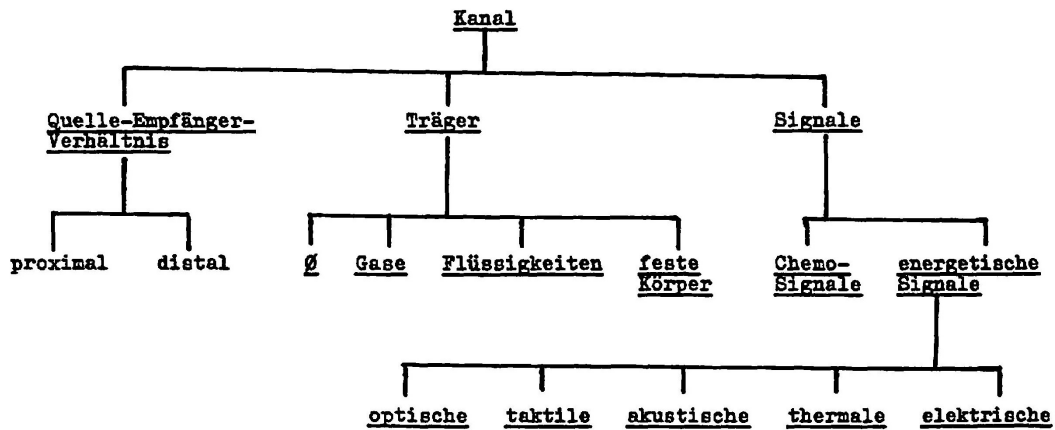 Kanal
Quelle-Empfänger-
Verhältnis
Träger
Signale
proximal
distal
Ø
Gase
Flüssigkeiten
feste
Körper
Chemo-
Signale
energetische
Signale
optische
taktile
akustische
thermale
elektrische